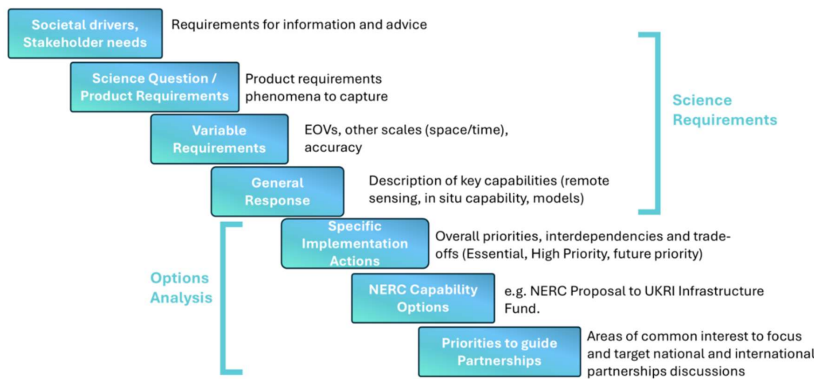 Societal drivers,
Stakeholder needs
Requirements for information and advice
Science Question /
Product Requirements
Product requirements
phenomena to capture
Variable
Requirements
EOVs, other scales (space/time),
accuracy
General
Response
Description of key capabilities (remote
sensing, in situ capability, models)
Science
Requirements
Specific
Implementation
Actions
Overall priorities, interdependencies and trade-
offs (Essential, High Priority, future priority)
Options
Analysis
NERC Capability
Options
e.g. NERC Proposal to UKRI Infrastructure
Fund.
Priorities to guide
Partnerships
Areas of common interest to focus
and target national and international
partnerships discussions